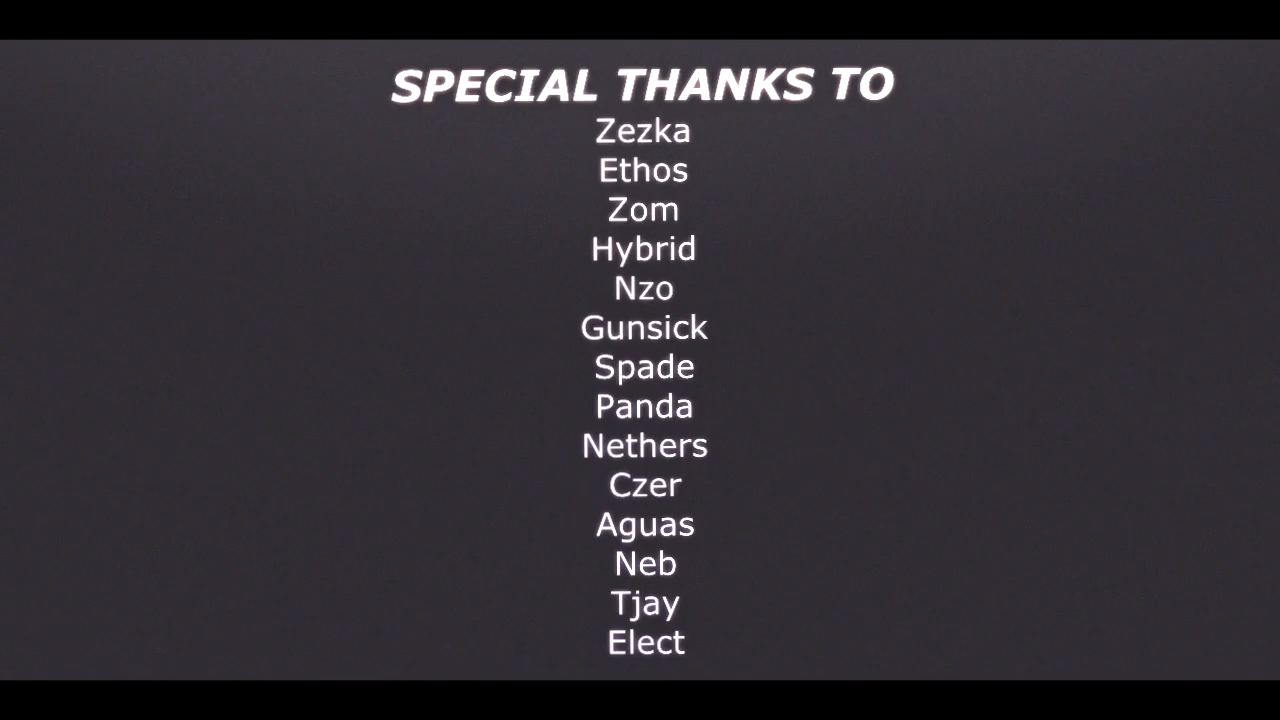 SPECIAL THANKS TO
Zezka
Ethos
Zom
Hybrid
Nzo
Gunsick
Spade
Panda
Nethers
Czer
Aguas
Neb
Tjay
Elect